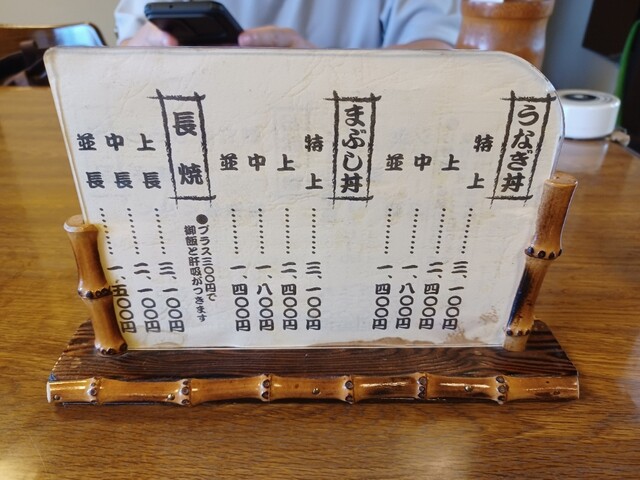 うなぎ丼
特上……三、一〇〇円
上……二、四〇〇円
中……一、八〇〇円
並……一、四〇〇円
まぶし丼
特上……三、一〇〇円
上……二、四〇〇円
中……一、八〇〇円
並……一、四〇〇円
長焼
●プラス三〇〇円で
御飯と肝吸がつきます
上長……三、一〇〇円
中長……二、一〇〇円
並長……一、五〇〇円